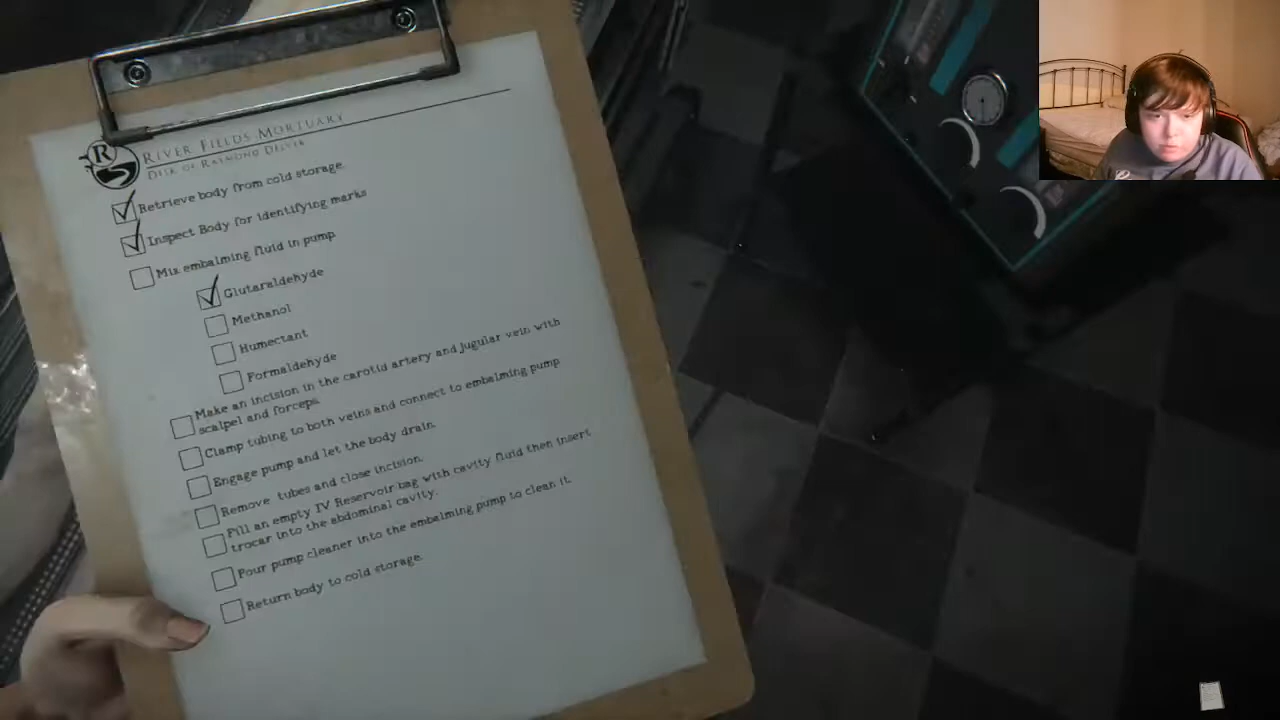 RIVER FIELDS MORTUARY
DESK OF RAYMOND DELVER
Retrieve body from cold storage.
Inspect Body for identifying marks
Mix embalming fluid in pump
Glutaraldehyde
Methanol
Humectant
Formaldehyde
Make an incision in the carotid artery and jugular vein with
scalpel and forceps.
Clamp tubing to both veins and connect to embalming pump
Engage pump and let the body drain.
Remove tubes and close incision.
Fill an empty IV Reservoir bag with cavity fluid then insert
trocar into the abdominal cavity.
Pour pump cleaner into the embalming pump to clean it.
Return body to cold storage.